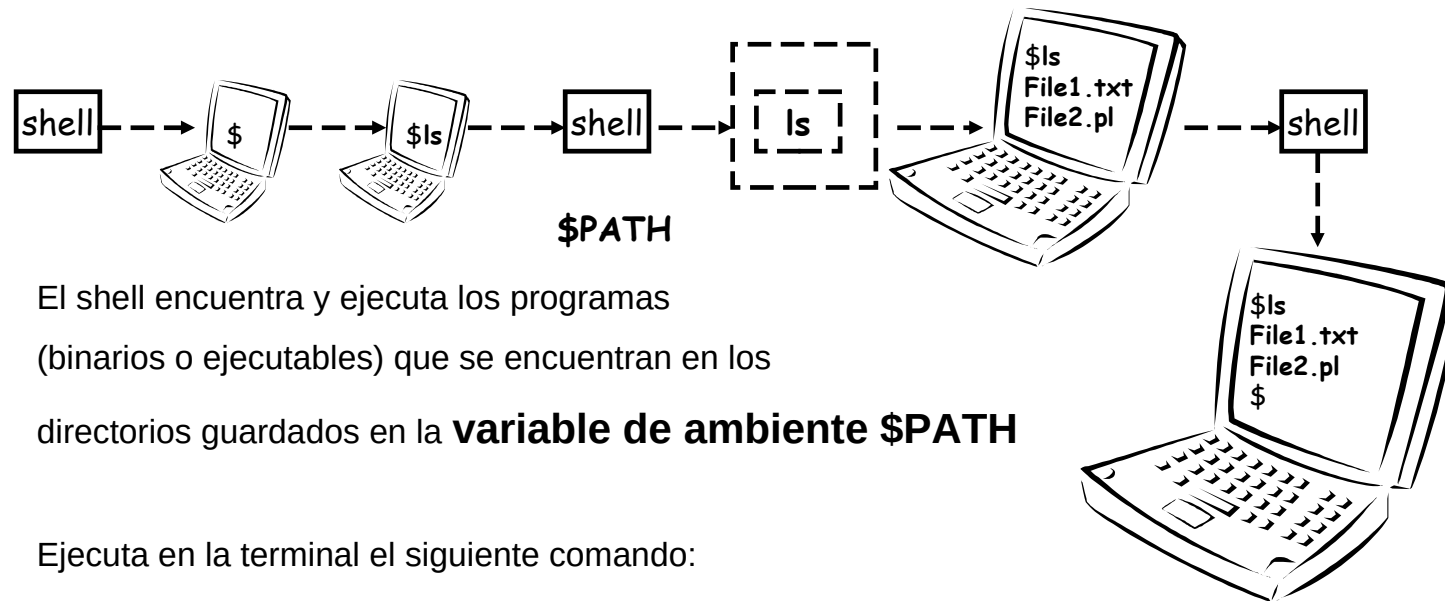 shell
$
$ls
shell
ls
$ls
File1.txt
File2.pl
shell
$PATH
$ls
File1.txt
File2.pl
$
El shell encuentra y ejecuta los programas
(binarios o ejecutables) que se encuentran en los
directorios guardados en la variable de ambiente $PATH
Ejecuta en la terminal el siguiente comando: